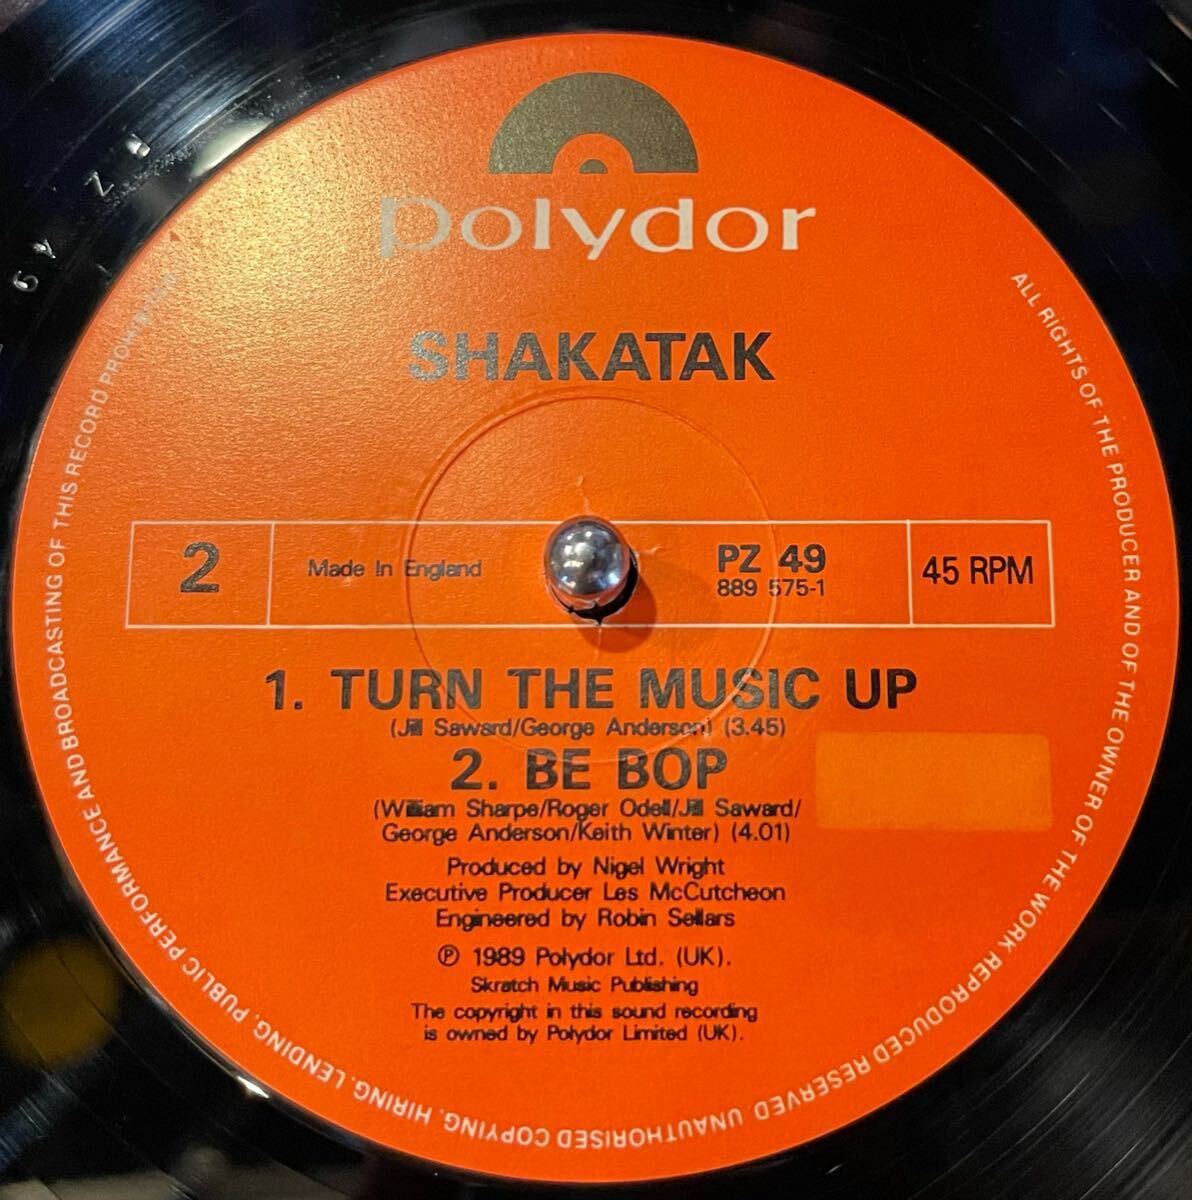 Polydor
SHAKATAK
2
Made in England
PZ 49
889 575-1
45 RPM
1. TURN THE MUSIC UP
(Jill Saward/George Anderson) (3.45)
2. BE BOP
(William Sharpe/Roger Odell/Jill Saward/
George Anderson/Keith Winter) (4.01)
Produced by Nigel Wright
Executive Producer Les McCutcheon
Engineered by Robin Sellars
℗ 1989 Polydor Ltd. (UK).
Skratch Music Publishing
The copyright in this sound recording
is owned by Polydor Limited (UK).
ALL RIGHTS OF THE PRODUCER AND OF THE OWNER OF THE WORK REPRODUCED RESERVED UNAUTHORISED COPYING, HIRING, LENDING, PUBLIC PERFORMANCE AND BROADCASTING OF THIS RECORD PROHIBITED